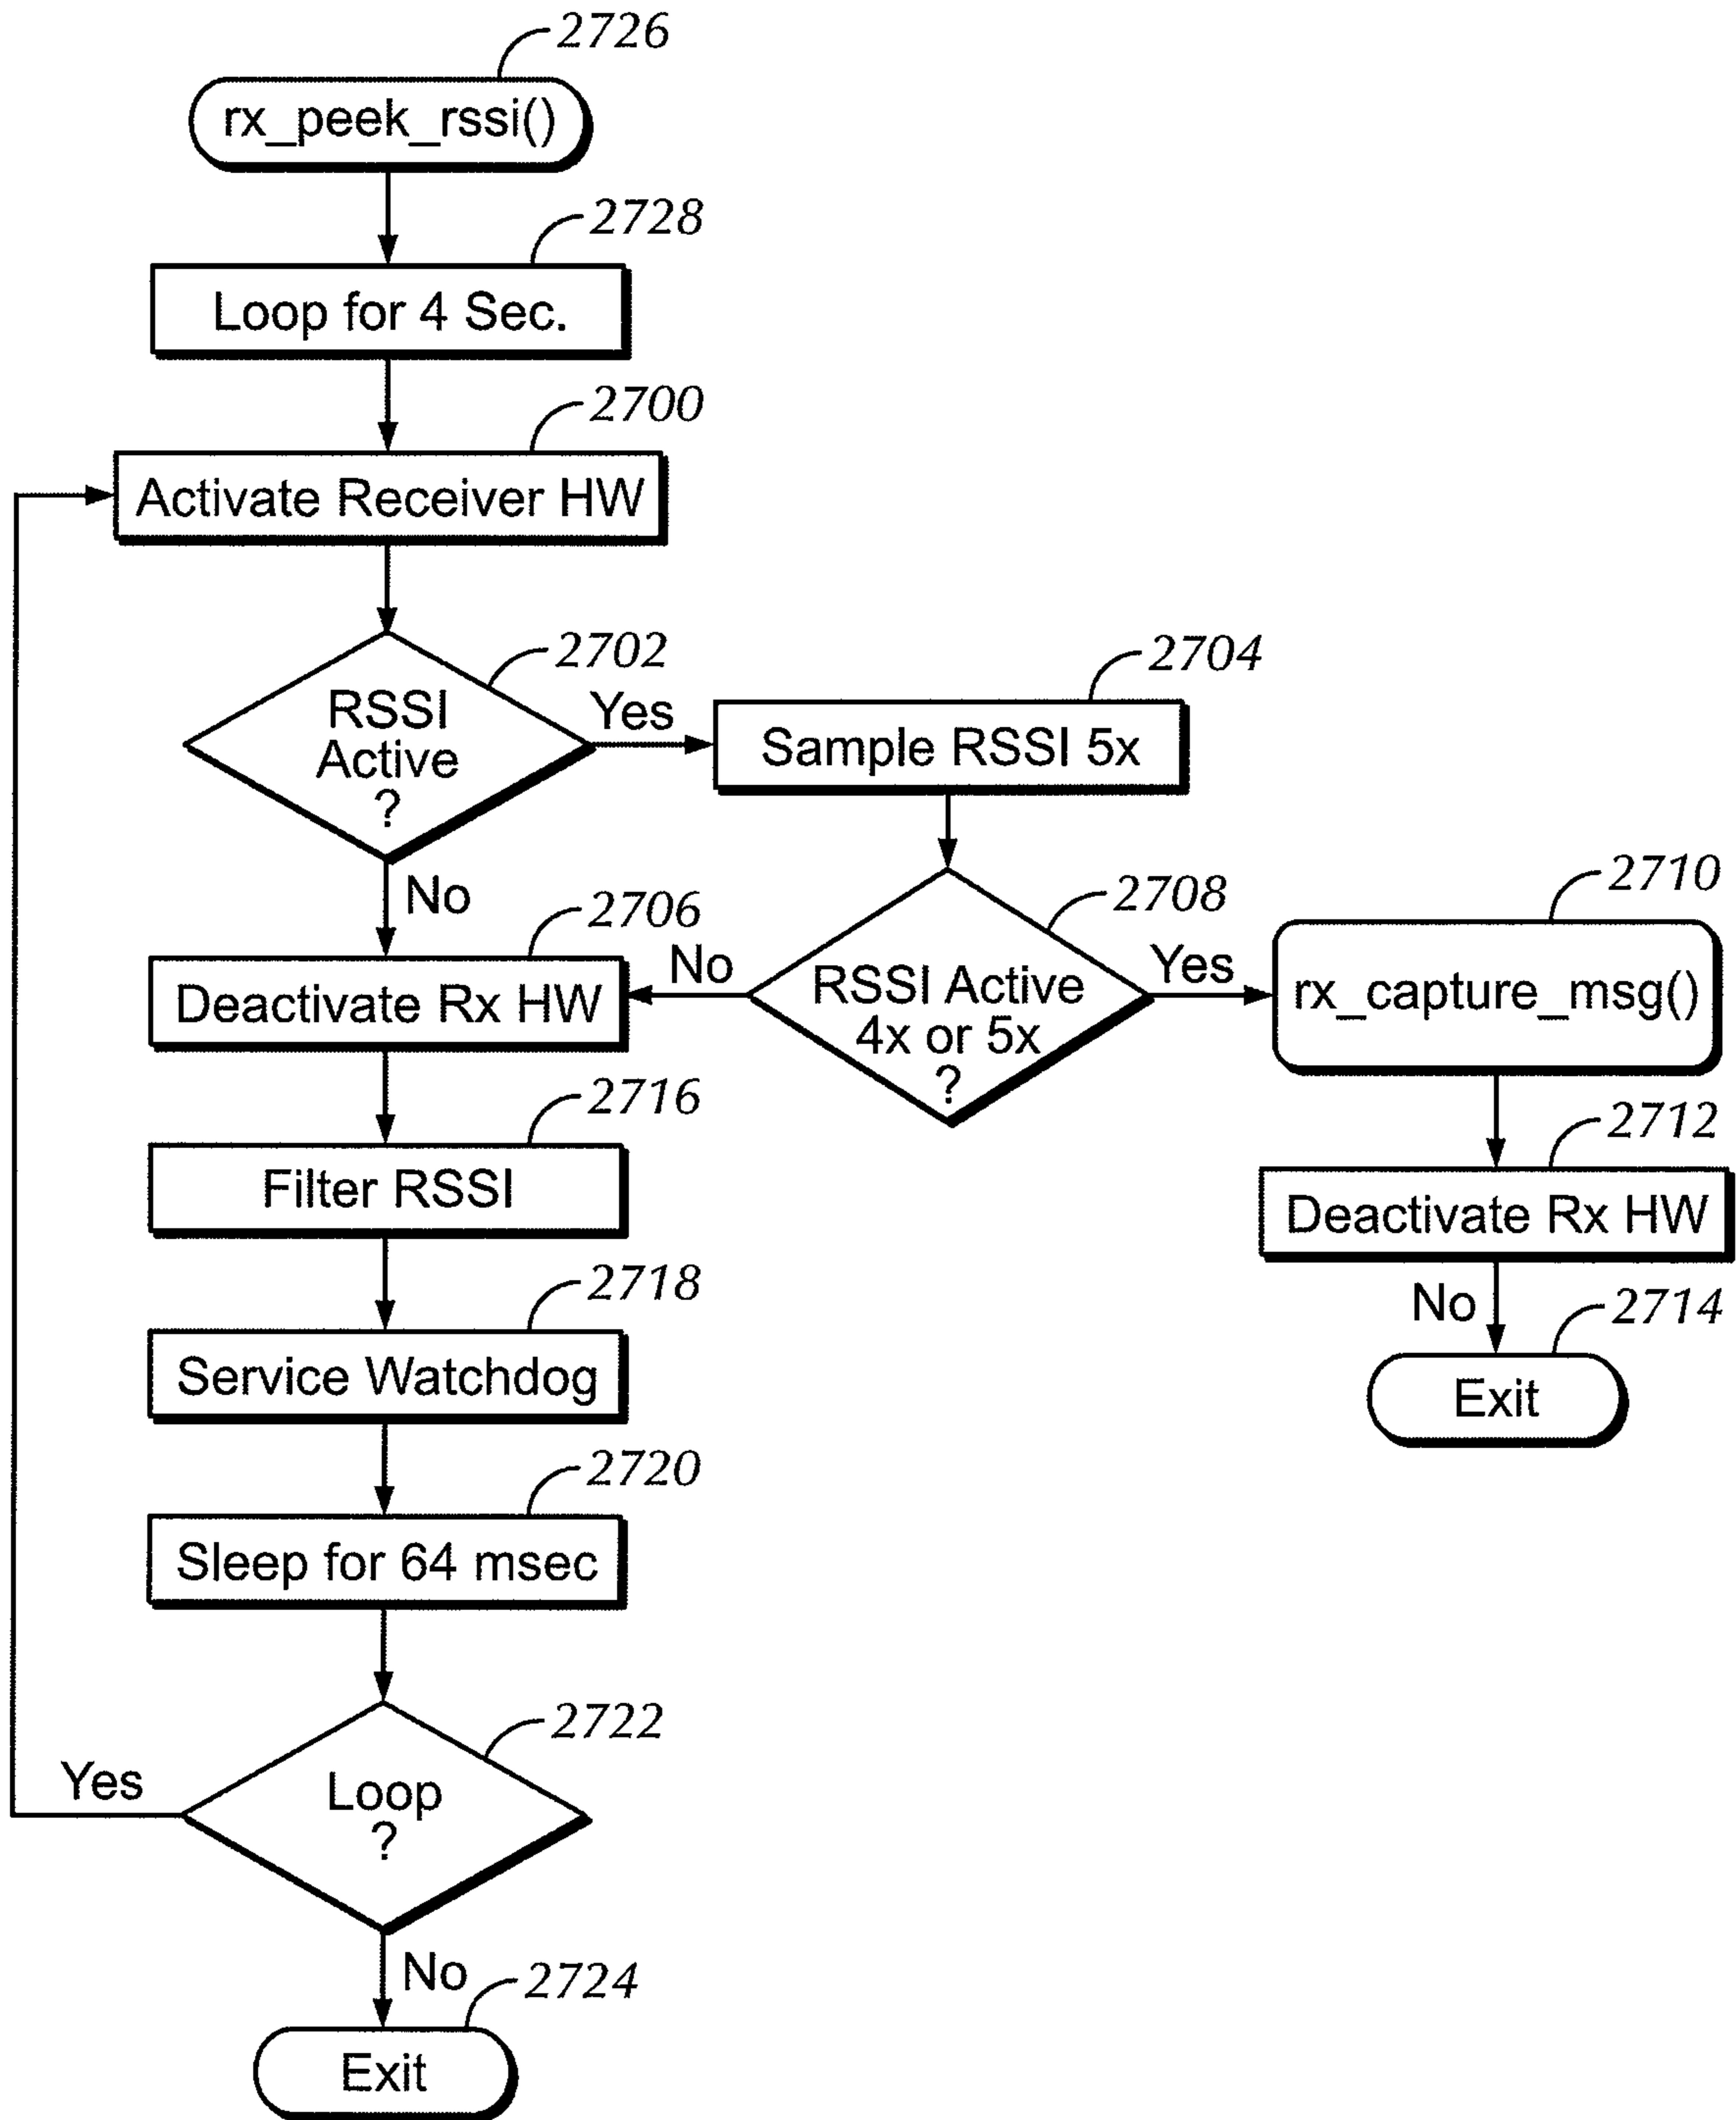 2726
rx_peek_rssi()
2728
Loop for 4 Sec.
2700
Activate Receiver HW
2702
RSSI
Active
?
Yes
2704
Sample RSSI 5x
No
2706
Deactivate Rx HW
No
2708
RSSI Active
4x or 5x
?
Yes
2710
rx_capture_msg()
2712
Deactivate Rx HW
No
2714
Exit
2716
Filter RSSI
2718
Service Watchdog
2720
Sleep for 64 msec
2722
Loop
?
Yes
No
2724
Exit